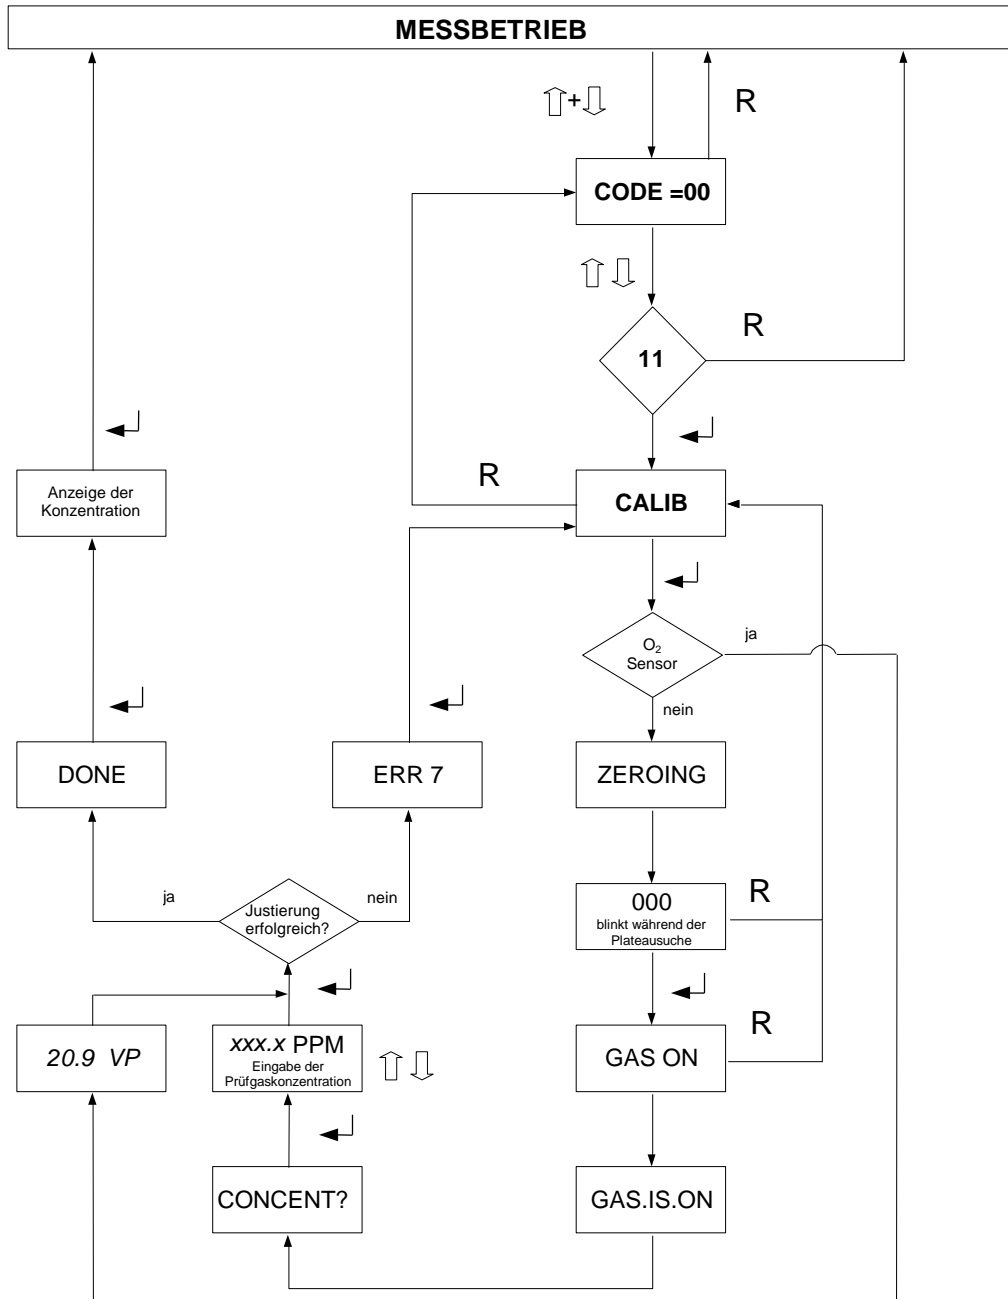 MESSBETRIEB
+
R
CODE =00
R
11
R
Anzeige der
Konzentration
CALIB
O₂
Sensor
ja
nein
DONE
ERR 7
ZEROING
ja
nein
Justierung
erfolgreich?
000
blinkt während der
Plateausuche
R
R
20.9 VP
xxx.x PPM
Eingabe der
Prüfgaskonzentration
GAS ON
CONCENT?
GAS.IS.ON